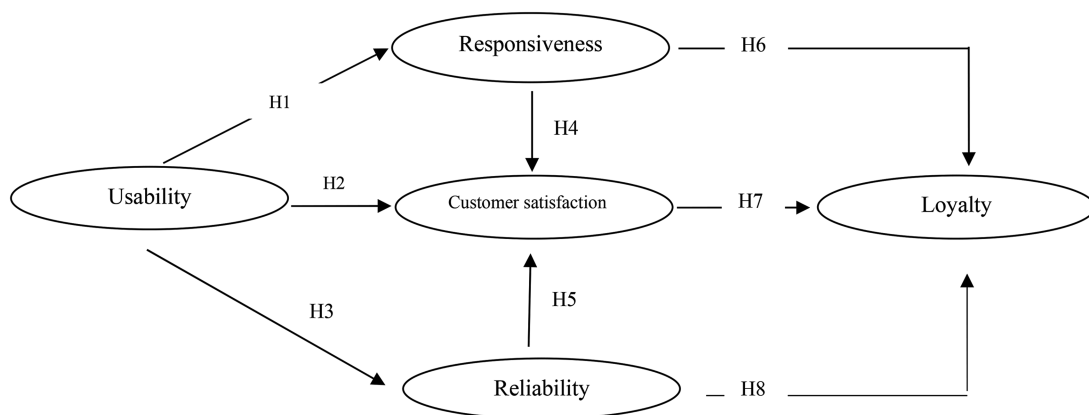 Responsiveness
H6
H1
H4
Usability
H2
Customer satisfaction
H7
Loyalty
H3
H5
Reliability
H8